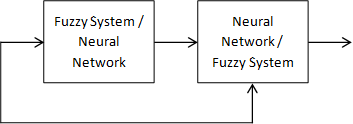 Fuzzy System /
Neural
Network
Neural
Network /
Fuzzy System